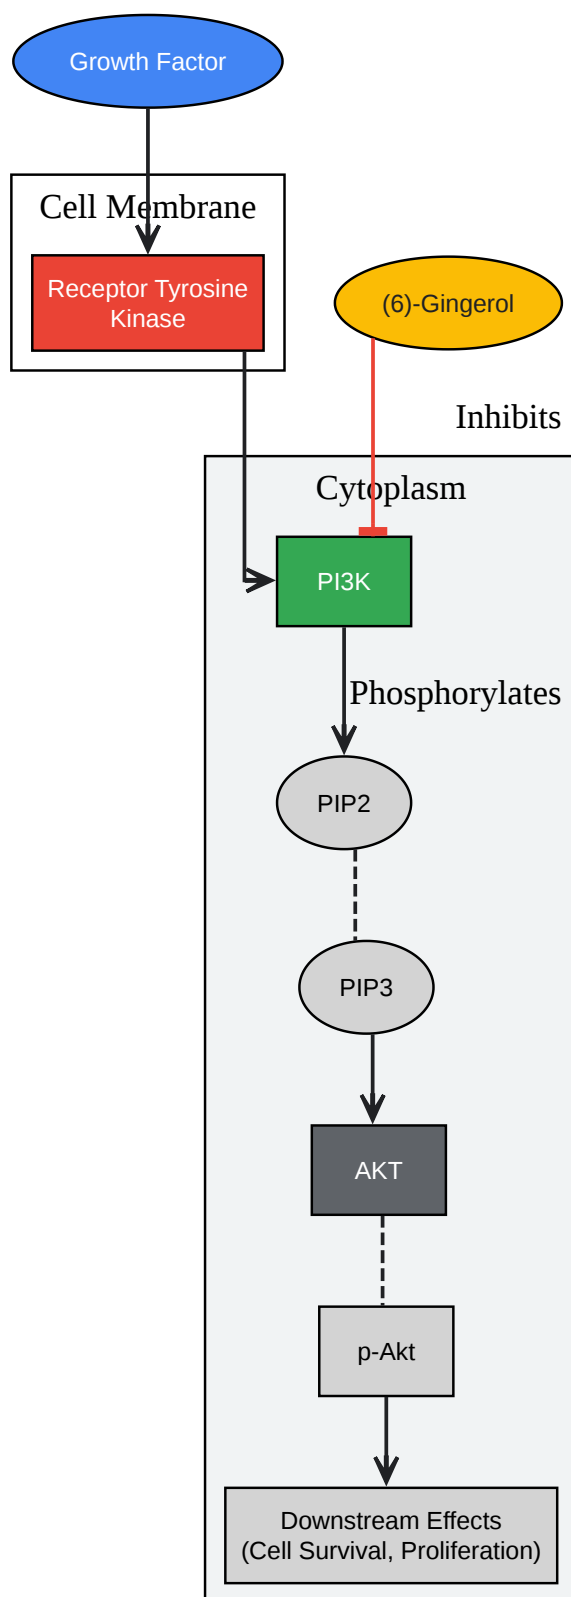 Growth Factor
Cell Membrane
Receptor Tyrosine
Kinase
(6)-Gingerol
Inhibits
Cytoplasm
PI3K
Phosphorylates
PIP2
PIP3
AKT
p-Akt
Downstream Effects
(Cell Survival, Proliferation)